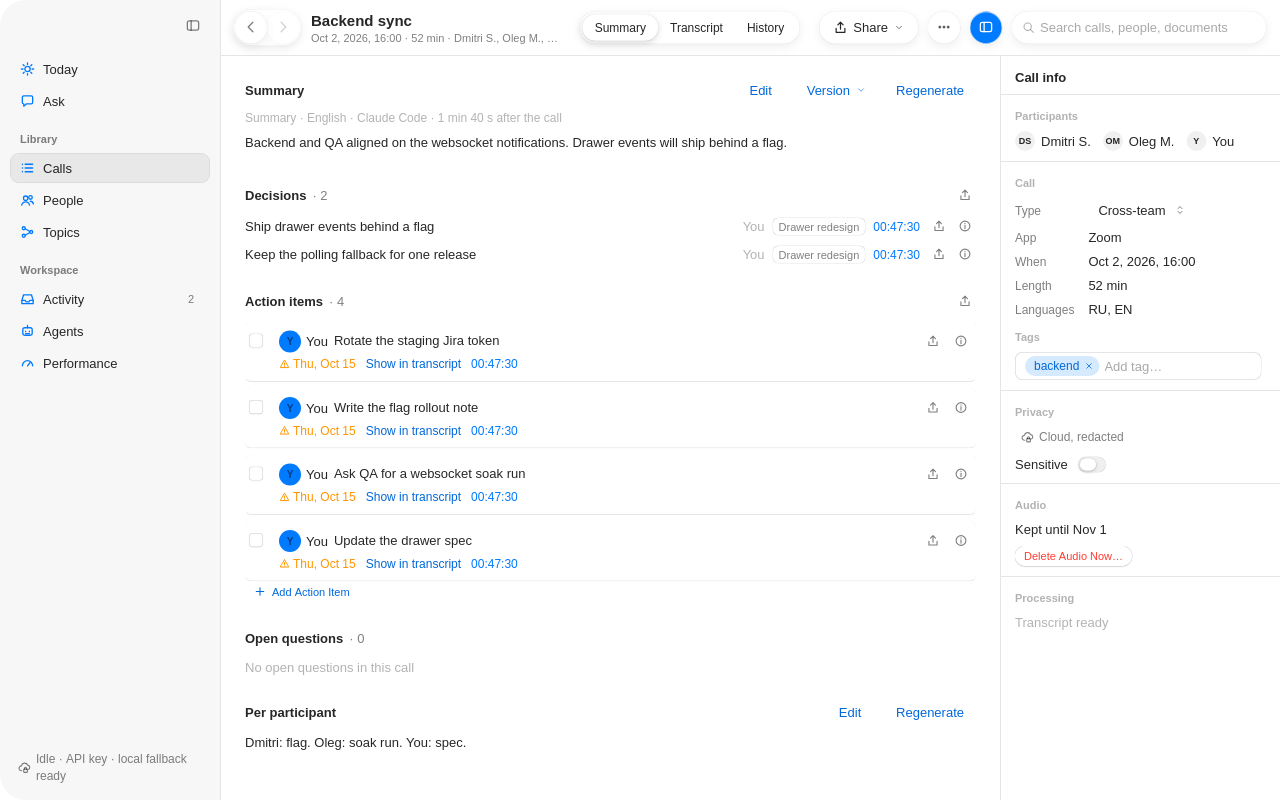 Backend sync
Oct 2, 2026, 16:00 · 52 min · Dmitri S., Oleg M., …
Summary
Transcript
History
Share
Search calls, people, documents
Today
Ask
Library
Calls
People
Topics
Workspace
Activity 2
Agents
Performance
Idle · API key · local fallback
ready
Summary
Edit
Version
Regenerate
Summary · English · Claude Code · 1 min 40 s after the call
Backend and QA aligned on the websocket notifications. Drawer events will ship behind a flag.
Decisions · 2
Ship drawer events behind a flag You Drawer redesign 00:47:30
Keep the polling fallback for one release You Drawer redesign 00:47:30
Action items · 4
Y You Rotate the staging Jira token
Thu, Oct 15 Show in transcript 00:47:30
Y You Write the flag rollout note
Thu, Oct 15 Show in transcript 00:47:30
Y You Ask QA for a websocket soak run
Thu, Oct 15 Show in transcript 00:47:30
Y You Update the drawer spec
Thu, Oct 15 Show in transcript 00:47:30
Add Action Item
Open questions · 0
No open questions in this call
Per participant
Edit
Regenerate
Dmitri: flag. Oleg: soak run. You: spec.
Call info
Participants
DS Dmitri S. OM Oleg M. Y You
Call
Type Cross-team
App Zoom
When Oct 2, 2026, 16:00
Length 52 min
Languages RU, EN
Tags
backend × Add tag…
Privacy
Cloud, redacted
Sensitive
Audio
Kept until Nov 1
Delete Audio Now…
Processing
Transcript ready